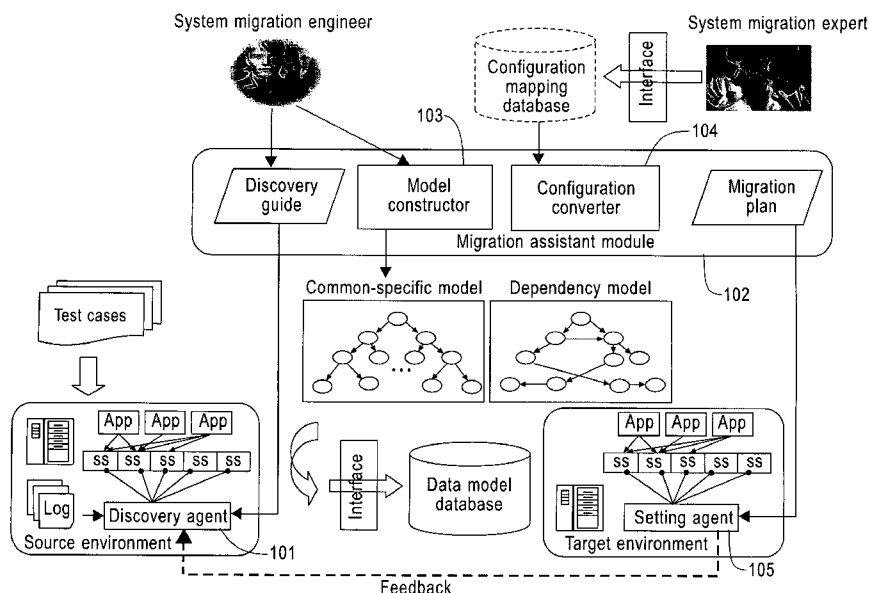 System migration engineer
System migration expert
Configuration
mapping
database
Interface
103
104
Discovery
guide
Model
constructor
Configuration
converter
Migration
plan
Migration assistant module
102
Common-specific model
Dependency model
Test cases
App
App
App
ss
ss
ss
ss
ss
Log
Discovery agent
Source environment
101
Interface
Data model
database
App
App
App
ss
ss
ss
ss
ss
Setting agent
Target environment
105
Feedback